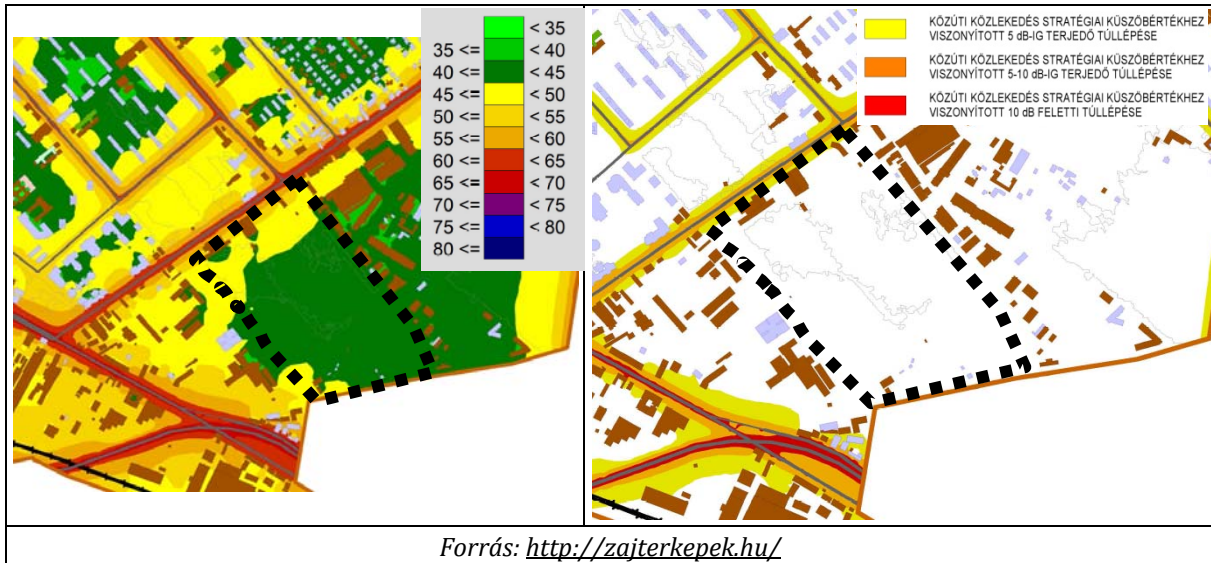 < 35
35 <= < 40
40 <= < 45
45 <= < 50
50 <= < 55
55 <= < 60
60 <= < 65
65 <= < 70
70 <= < 75
75 <= < 80
80 <=
KÖZÚTI KÖZLEKEDÉS STRATÉGIAI KÜSZÖBÉRTÉKHEZ
VISZONYÍTOTT 5 dB-IG TERJEDŐ TÚLLÉPÉSE
KÖZÚTI KÖZLEKEDÉS STRATÉGIAI KÜSZÖBÉRTÉKHEZ
VISZONYÍTOTT 5-10 dB-IG TERJEDŐ TÚLLÉPÉSE
KÖZÚTI KÖZLEKEDÉS STRATÉGIAI KÜSZÖBÉRTÉKHEZ
VISZONYÍTOTT 10 dB FELETTI TÚLLÉPÉSE
Forrás: http://zajterkepek.hu/